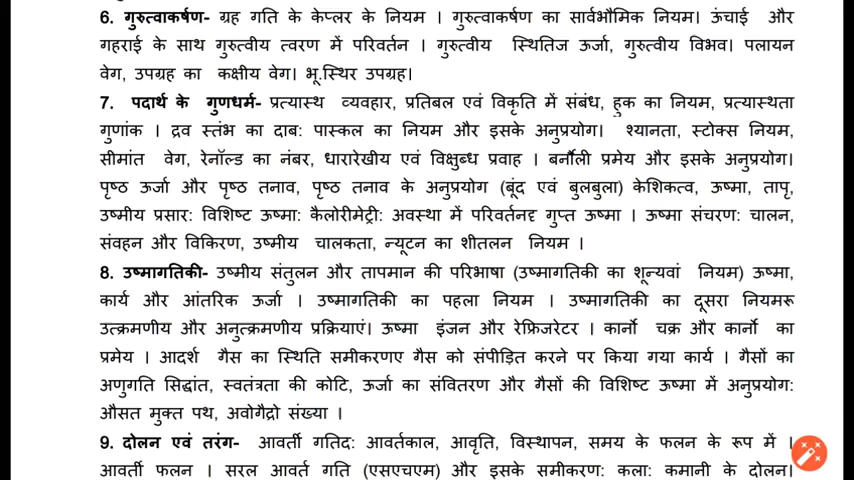 6. गुरुत्वाकर्षण- ग्रह गति के केप्लर के नियम । गुरुत्वाकर्षण का सार्वभौमिक नियम। ऊंचाई और
गहराई के साथ गुरुत्वीय त्वरण में परिवर्तन । गुरुत्वीय स्थितिज ऊर्जा, गुरुत्वीय विभव। पलायन
वेग, उपग्रह का कक्षीय वेग। भू.स्थिर उपग्रह।
7. पदार्थ के गुणधर्म- प्रत्यास्थ व्यवहार, प्रतिबल एवं विकृति में संबंध, हुक का नियम, प्रत्यास्थता
गुणांक । द्रव स्तंभ का दाब: पास्कल का नियम और इसके अनुप्रयोग। श्यानता, स्टोक्स नियम,
सीमांत वेग, रेनॉल्ड का नंबर, धारारेखीय एवं विक्षुब्ध प्रवाह । बर्नौली प्रमेय और इसके अनुप्रयोग।
पृष्ठ ऊर्जा और पृष्ठ तनाव, पृष्ठ तनाव के अनुप्रयोग (बूंद एवं बुलबुला) केशिकत्व, ऊष्मा, तापृ,
उष्मीय प्रसार: विशिष्ट ऊष्मा: कैलोरीमेट्री: अवस्था में परिवर्तनदृ गुप्त ऊष्मा । ऊष्मा संचरण: चालन,
संवहन और विकिरण, उष्मीय चालकता, न्यूटन का शीतलन नियम ।
8. उष्मागतिकी- उष्मीय संतुलन और तापमान की परिभाषा (उष्मागतिकी का शून्यवां नियम) ऊष्मा,
कार्य और आंतरिक ऊर्जा । उष्मागतिकी का पहला नियम । उष्मागतिकी का दूसरा नियमरू
उत्क्रमणीय और अनुत्क्रमणीय प्रक्रियाएं। ऊष्मा इंजन और रेफ्रिजरेटर । कार्नो चक्र और कार्नो का
प्रमेय । आदर्श गैस का स्थिति समीकरणए गैस को संपीड़ित करने पर किया गया कार्य । गैसों का
अणुगति सिद्धांत, स्वतंत्रता की कोटि, ऊर्जा का संवितरण और गैसों की विशिष्ट ऊष्मा में अनुप्रयोग:
औसत मुक्त पथ, अवोगैद्रो संख्या ।
9. दोलन एवं तरंग- आवर्ती गतिद: आवर्तकाल, आवृति, विस्थापन, समय के फलन के रूप में ।
आवर्ती फलन । सरल आवर्त गति (एसएचएम) और इसके समीकरण: कला: कमानी के दोलन।